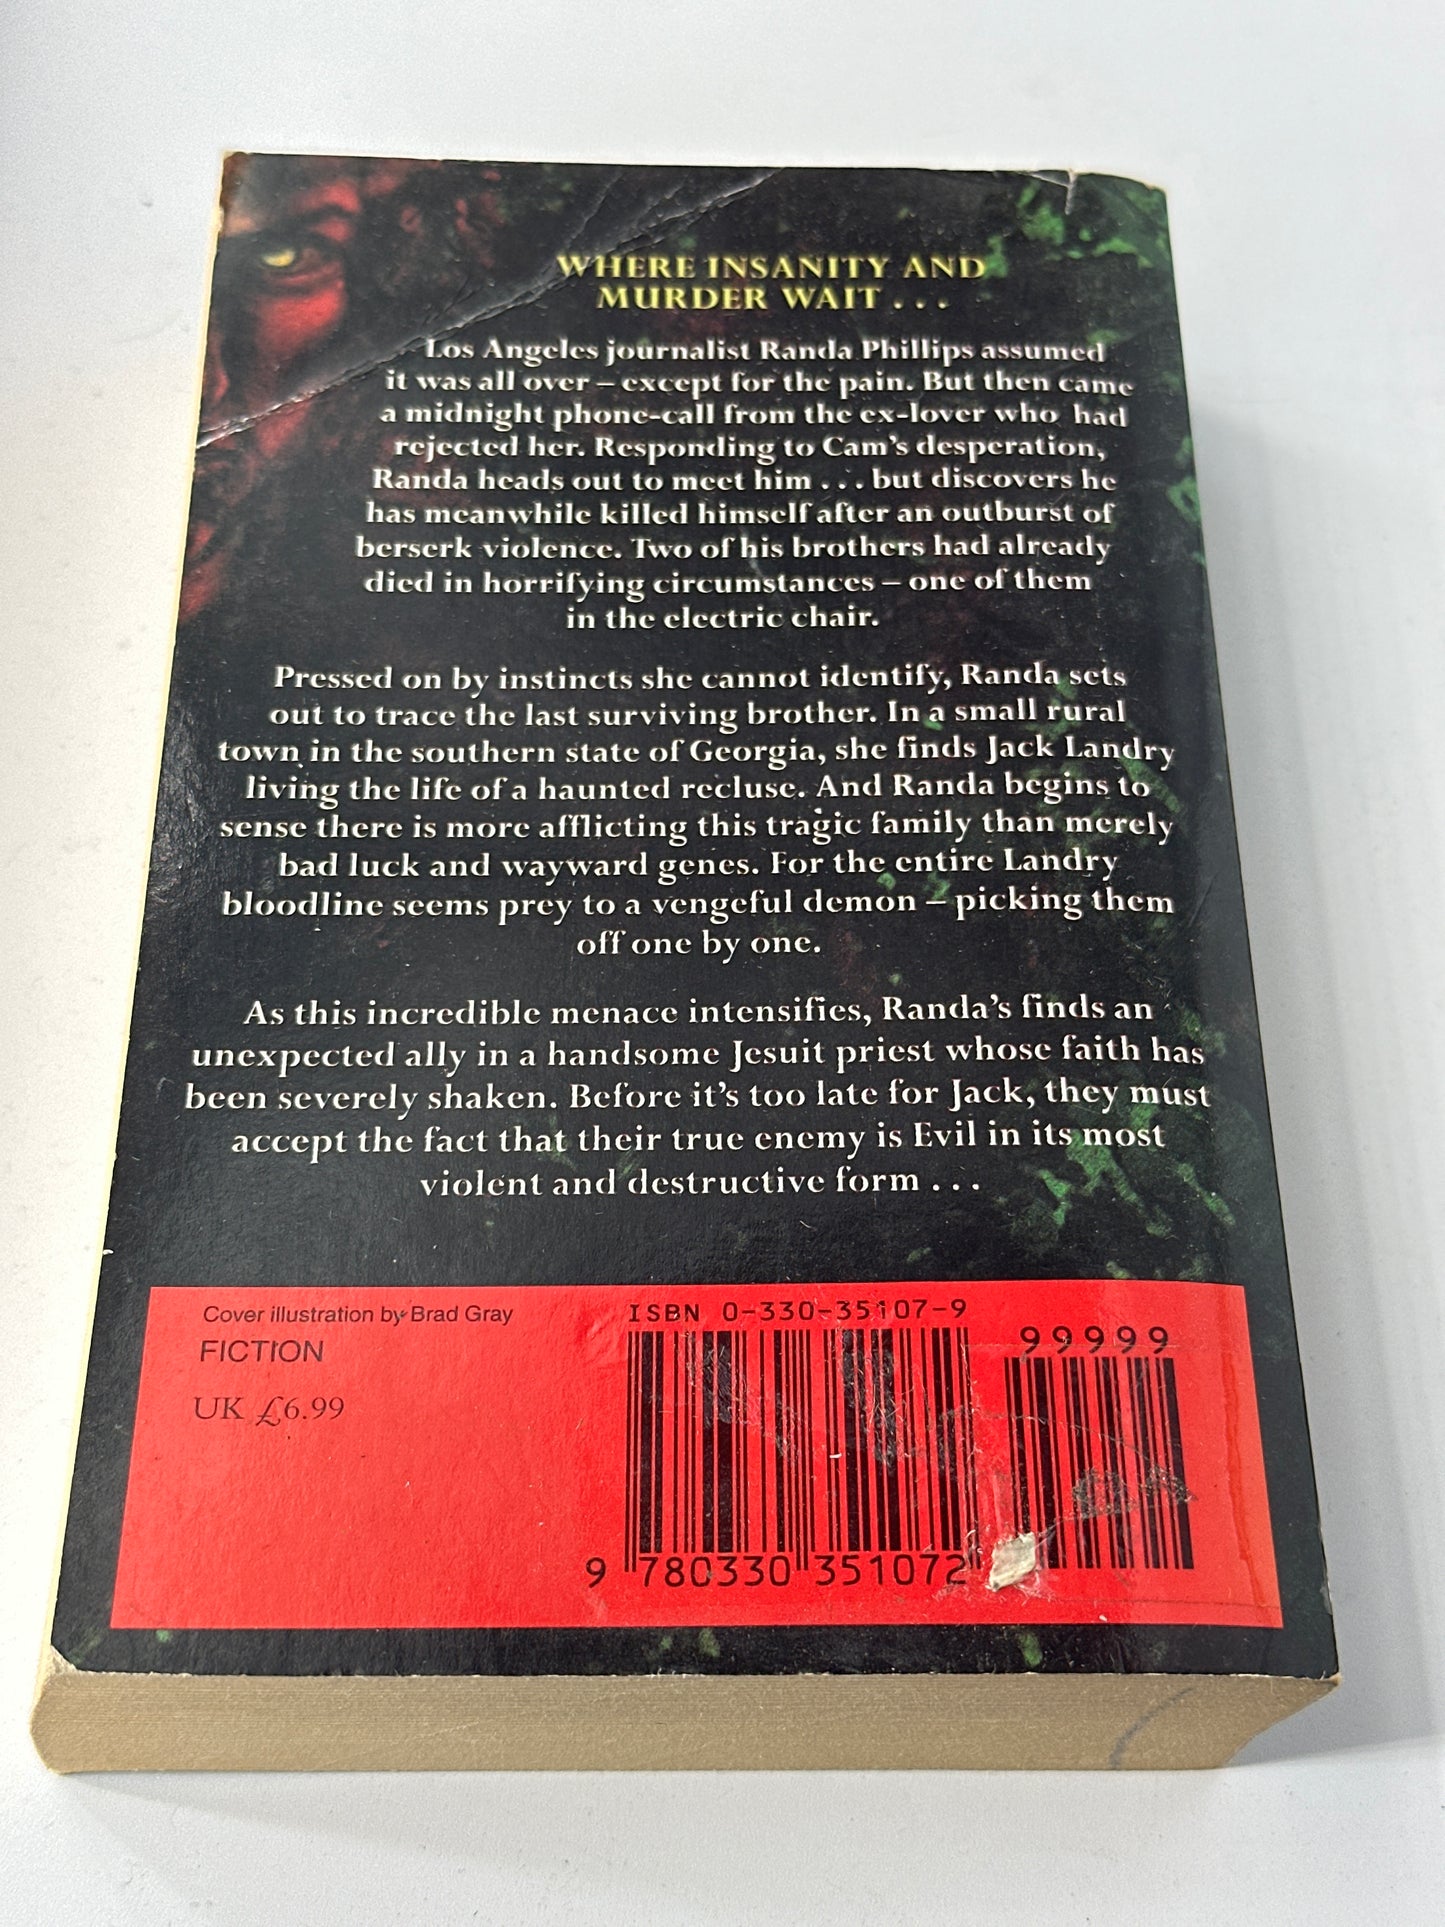 WHERE INSANITY AND
MURDER WAIT . . .
Los Angeles journalist Randa Phillips assumed
it was all over – except for the pain. But then came
a midnight phone-call from the ex-lover who had
rejected her. Responding to Cam's desperation,
Randa heads out to meet him . . . but discovers he
has meanwhile killed himself after an outburst of
berserk violence. Two of his brothers had already
died in horrifying circumstances – one of them
in the electric chair.
Pressed on by instincts she cannot identify, Randa sets
out to trace the last surviving brother. In a small rural
town in the southern state of Georgia, she finds Jack Landry
living the life of a haunted recluse. And Randa begins to
sense there is more afflicting this tragic family than merely
bad luck and wayward genes. For the entire Landry
bloodline seems prey to a vengeful demon – picking them
off one by one.
As this incredible menace intensifies, Randa's finds an
unexpected ally in a handsome Jesuit priest whose faith has
been severely shaken. Before it's too late for Jack, they must
accept the fact that their true enemy is Evil in its most
violent and destructive form . . .
Cover illustration by Brad Gray
FICTION
UK £6.99
ISBN 0-330-35107-9
99999
9 780330 351072